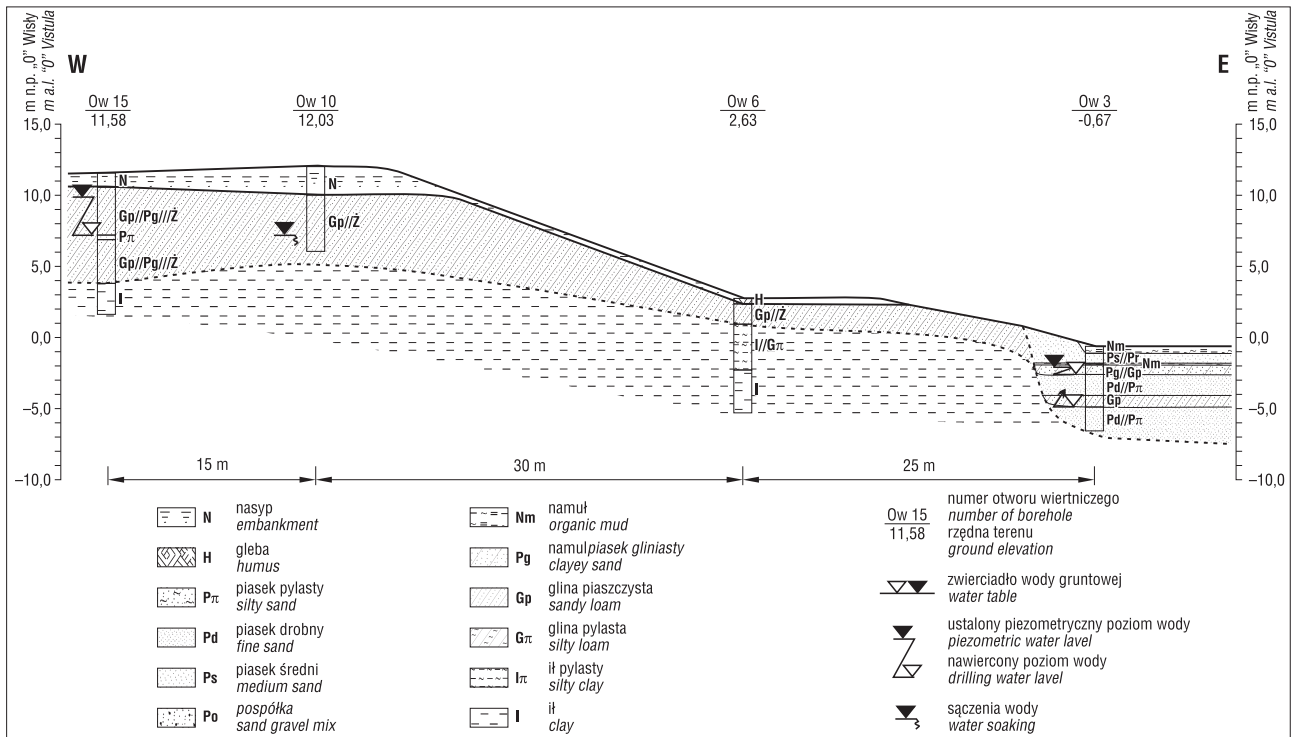 m n.p. „0” Wisły
m a.l. “0” Vistula
W
E
m n.p. „0” Wisły
m a.l. “0” Vistula
Ow 15
11,58
Ow 10
12,03
Ow 6
2,63
Ow 3
-0,67
15,0
10,0
5,0
0,0
–5,0
–10,0
15,0
10,0
5,0
0,0
–5,0
–10,0
N
Gp//Pg///Ż
Pπ
Gp//Pg///Ż
I
N
Gp//Ż
H
Gp//Ż
I//Gπ
I
Nm
Ps//Pr
Nm
Pg//Gp
Pd//Pπ
Gp
Pd//Pπ
15 m
30 m
25 m
N nasyp
embankment
H gleba
humus
Pπ piasek pylasty
silty sand
Pd piasek drobny
fine sand
Ps piasek średni
medium sand
Po pospółka
sand gravel mix
Nm namuł
organic mud
Pg namulpiasek gliniasty
clayey sand
Gp glina piaszczysta
sandy loam
Gπ glina pylasta
silty loam
Iπ ił pylasty
silty clay
I ił
clay
Ow 15
11,58
numer otworu wiertniczego
number of borehole
rzędna terenu
ground elevation
zwierciadło wody gruntowej
water table
ustalony piezometryczny poziom wody
piezometric water lavel
nawiercony poziom wody
drilling water lavel
sączenia wody
water soaking